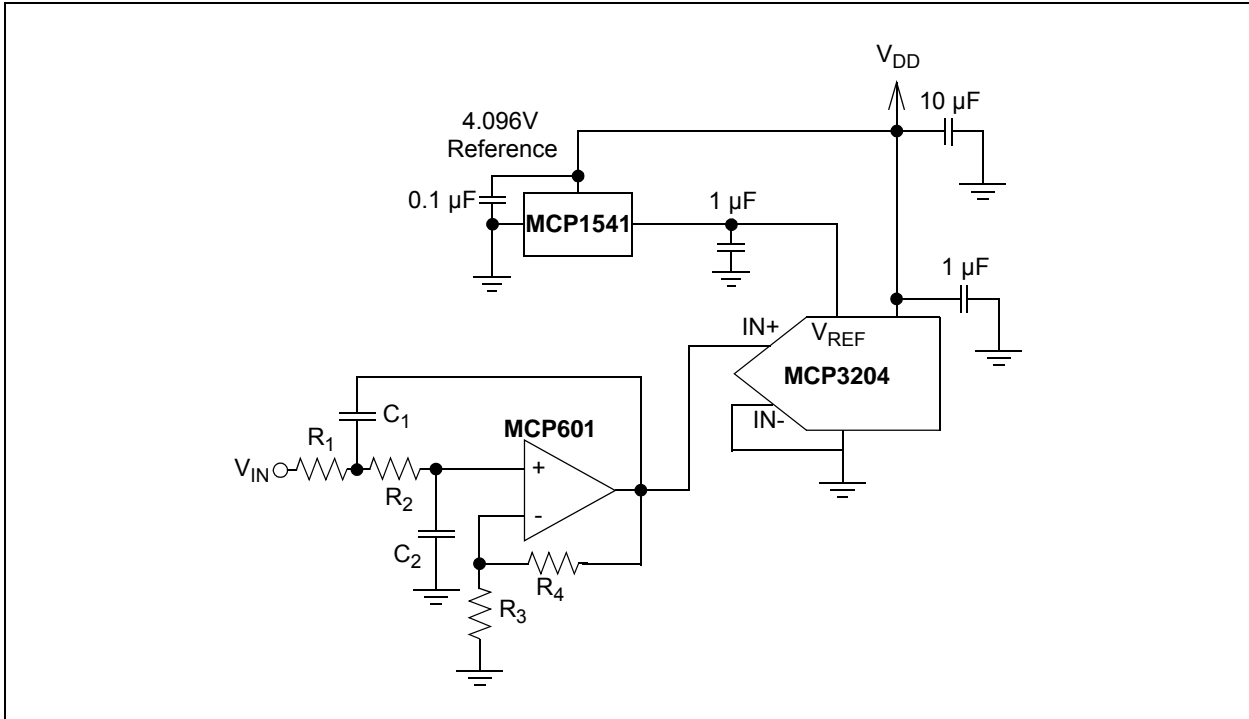 V_DD
10 µF
4.096V
Reference
0.1 µF
MCP1541
1 µF
1 µF
IN+
V_REF
MCP3204
IN-
C_1
MCP601
R_1
V_IN
+
R_2
-
C_2
R_4
R_3